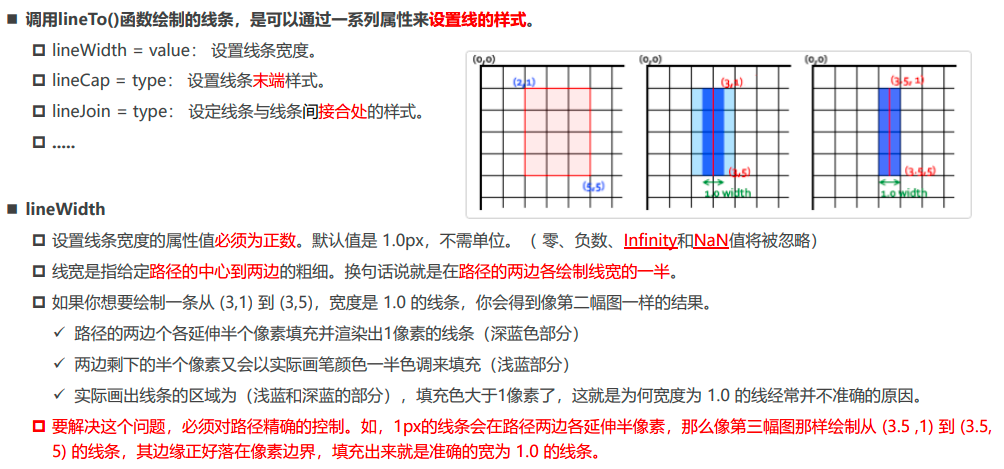 调用lineTo()函数绘制的线条，是可以通过一系列属性来设置线的样式。
lineWidth = value： 设置线条宽度。
lineCap = type： 设置线条末端样式。
lineJoin = type： 设定线条与线条间接合处的样式。
.....
(0,0)
(2,1)
(5,5)
(0,0)
(3,1)
(3,5)
1.0 width
(0,0)
(3.5, 1)
(3.5,5)
1.0 width
lineWidth
设置线条宽度的属性值必须为正数。默认值是 1.0px，不需单位。（ 零、负数、Infinity和NaN值将被忽略）
线宽是指给定路径的中心到两边的粗细。换句话说就是在路径的两边各绘制线宽的一半。
如果你想要绘制一条从 (3,1) 到 (3,5)，宽度是 1.0 的线条，你会得到像第二幅图一样的结果。
路径的两边个各延伸半个像素填充并渲染出1像素的线条（深蓝色部分）
两边剩下的半个像素又会以实际画笔颜色一半色调来填充（浅蓝部分）
实际画出线条的区域为（浅蓝和深蓝的部分），填充色大于1像素了，这就是为何宽度为 1.0 的线经常并不准确的原因。
要解决这个问题，必须对路径精确的控制。如，1px的线条会在路径两边各延伸半像素，那么像第三幅图那样绘制从 (3.5 ,1) 到 (3.5,
5) 的线条，其边缘正好落在像素边界，填充出来就是准确的宽为 1.0 的线条。